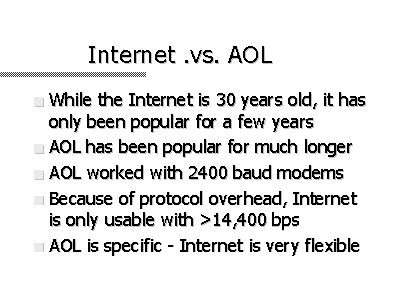 Internet .vs. AOL
While the Internet is 30 years old, it has
only been popular for a few years
AOL has been popular for much longer
AOL worked with 2400 baud modems
Because of protocol overhead, Internet
is only usable with >14,400 bps
AOL is specific - Internet is very flexible